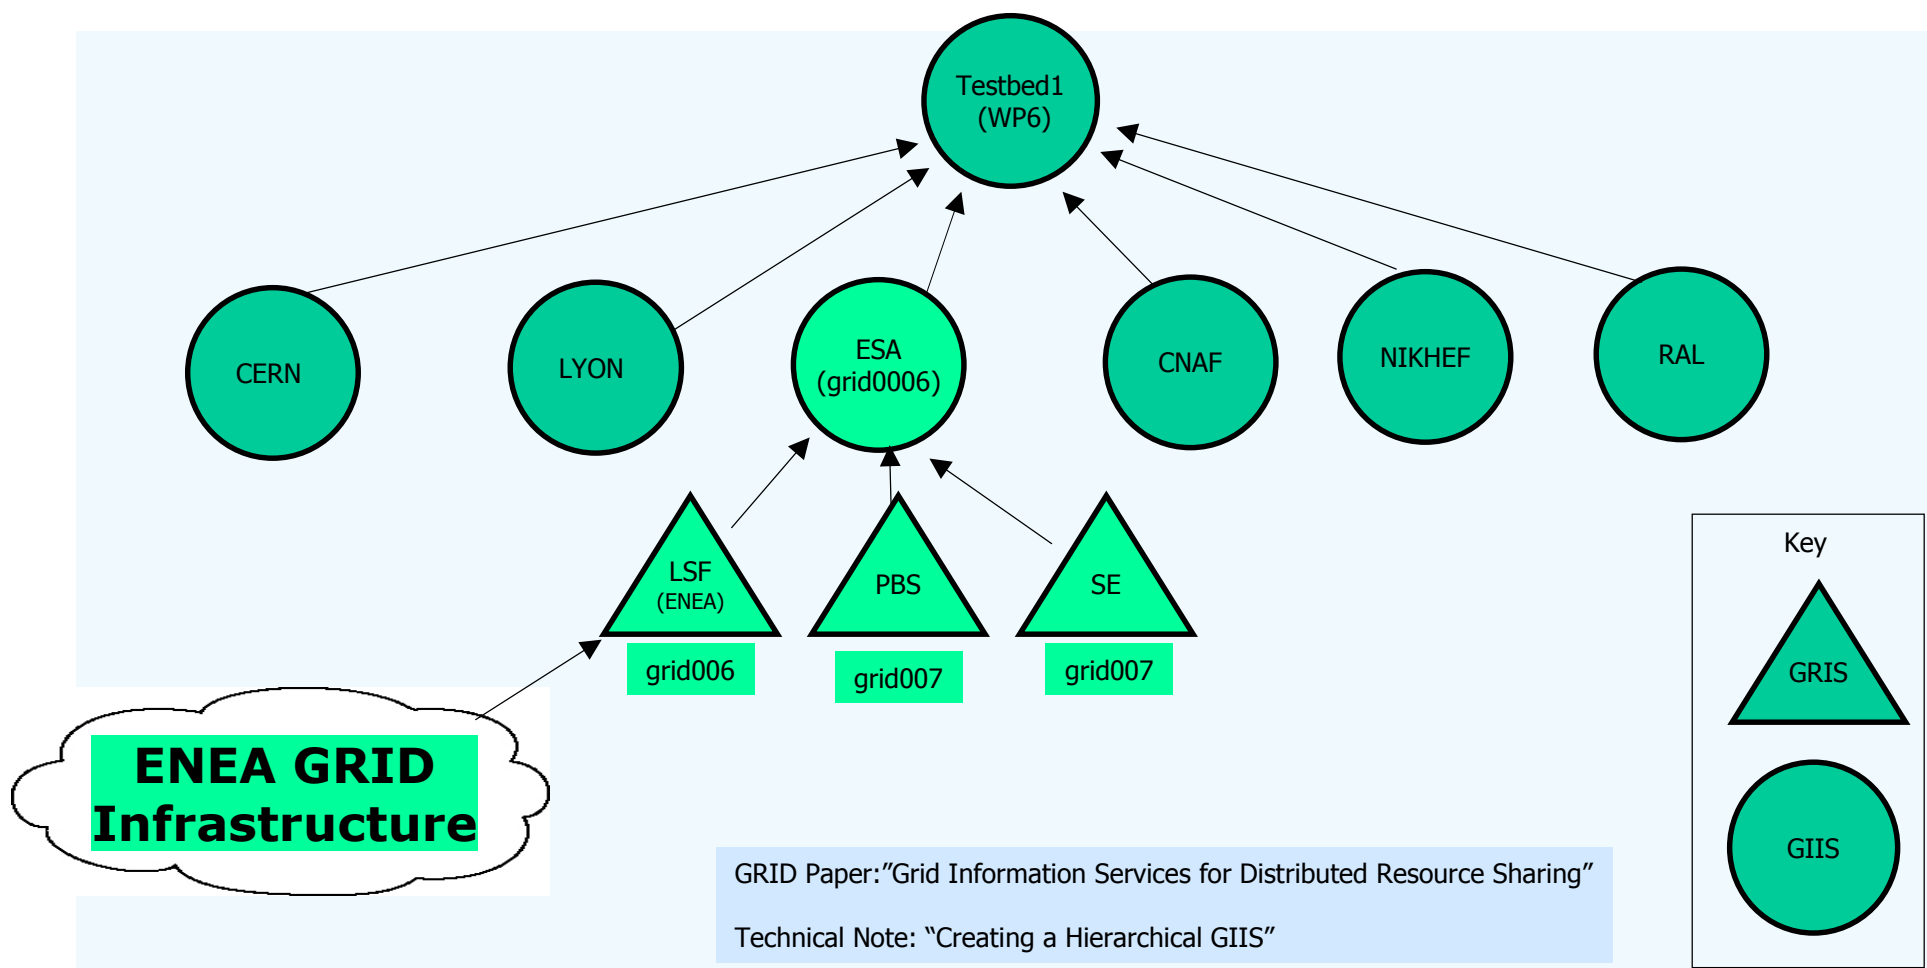 Testbed1
(WP6)
CERN
LYON
ESA
(grid0006)
CNAF
NIKHEF
RAL
LSF
(ENEA)
PBS
SE
grid006
grid007
grid007
ENEA GRID
Infrastructure
Key
GRIS
GIIS
GRID Paper:”Grid Information Services for Distributed Resource Sharing”
Technical Note: “Creating a Hierarchical GIIS”